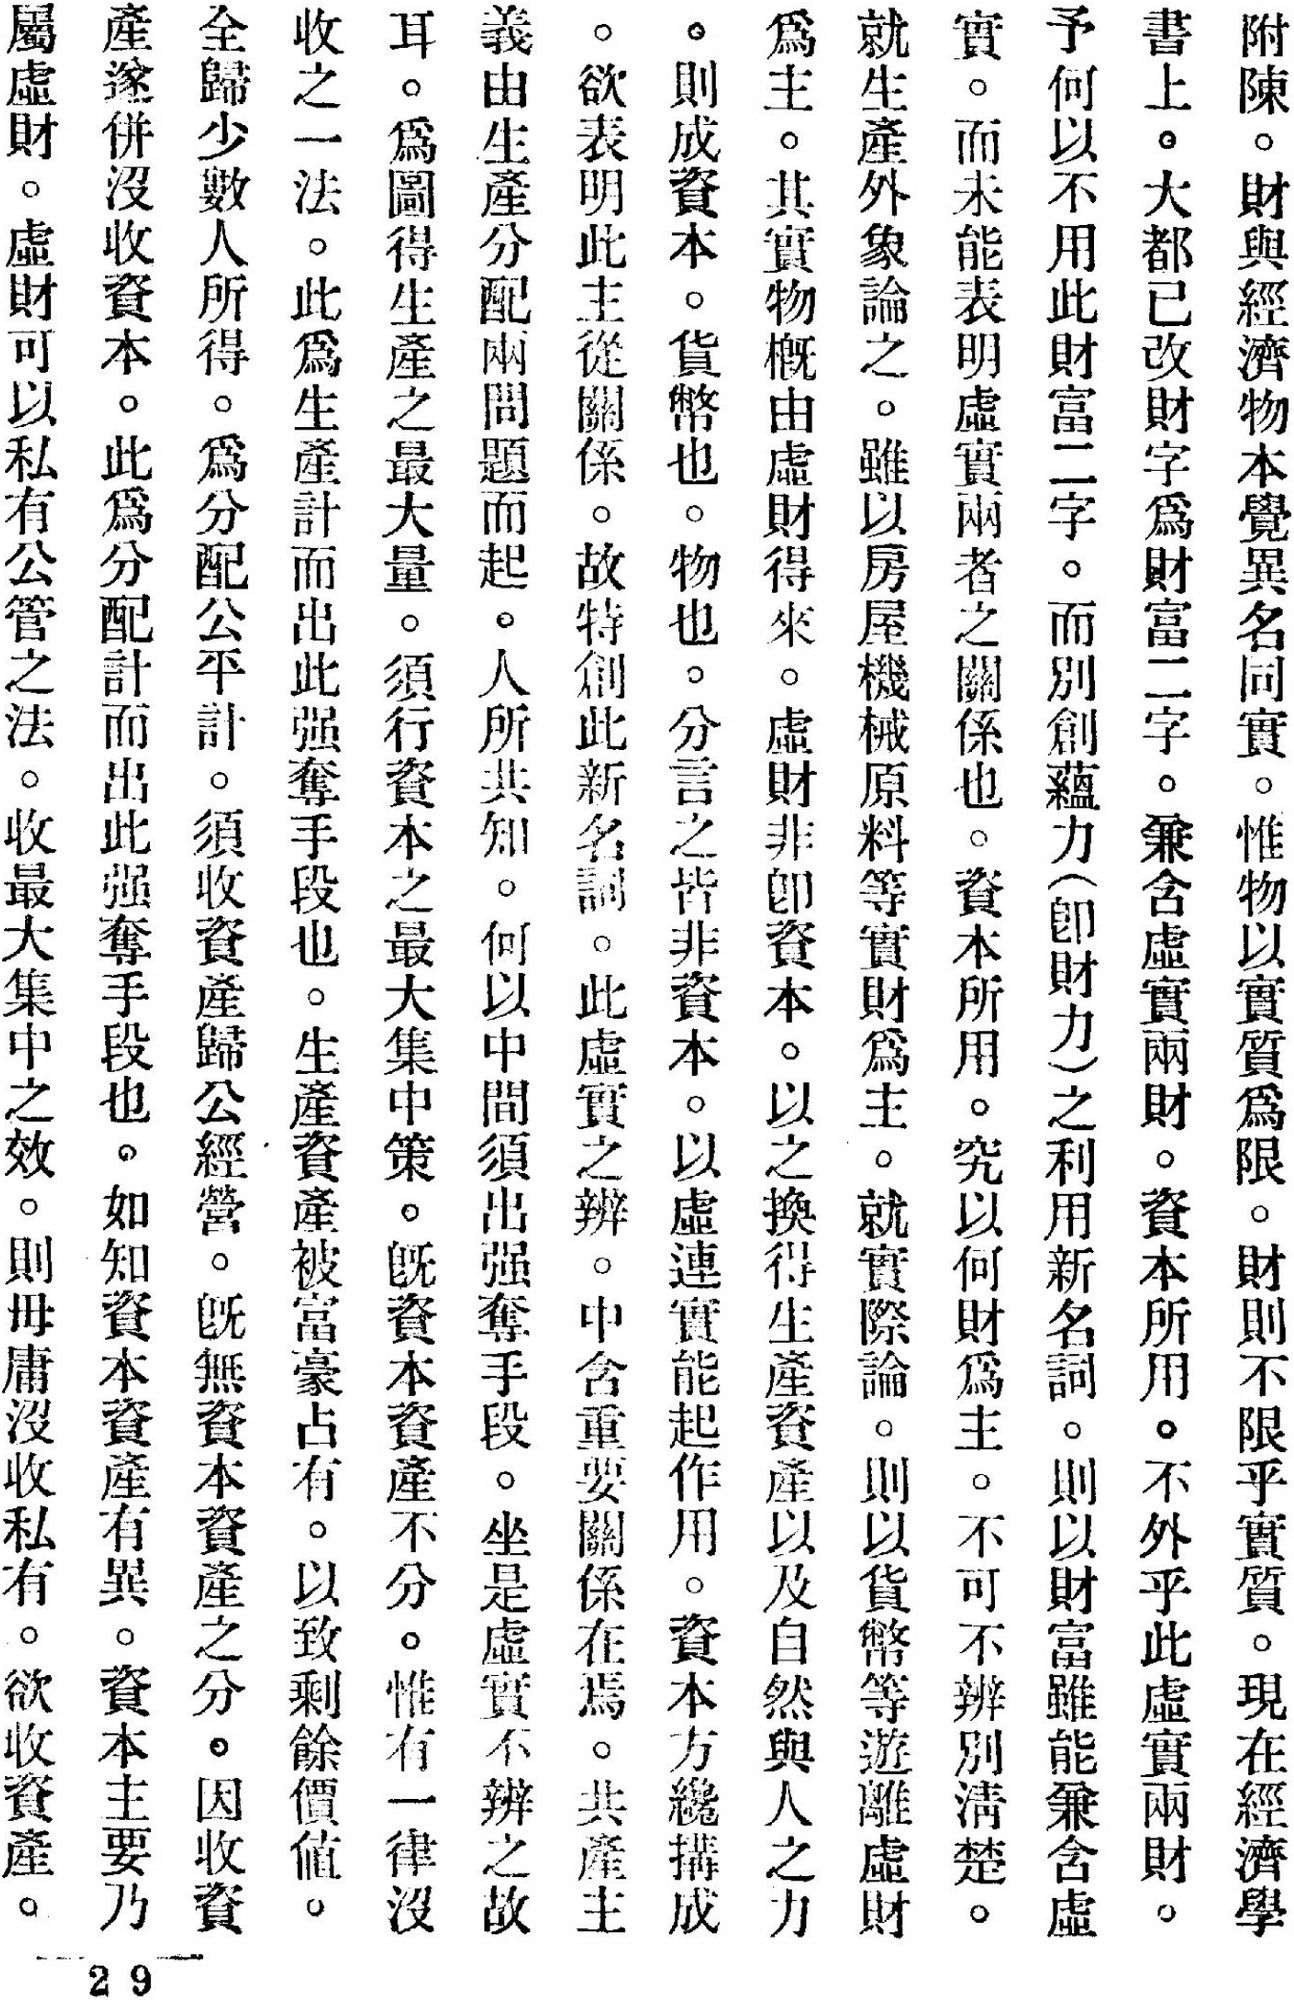 附陳。財與經濟物本覺異名同實。惟物以實質爲限。財則不限乎實質。現在經濟學
書上。大都已改財字爲財富二字。兼含虛實兩財。資本所用。不外乎此虛實兩財。
予何以不用此財富二字。而別創蘊力(卽財力)之利用新名詞。則以財富雖能兼含虛
實。而未能表明虛實兩者之關係也。資本所用。究以何財爲主。不可不辨別淸楚。
就生產外象論之。雖以房屋機械原料等實財爲主。就實際論。則以貨幣等遊離虛財
爲主。其實物槪由虛財得來。虛財非卽資本。以之換得生產資產以及自然與人之力
。則成資本。貨幣也。物也。分言之皆非資本。以虛連實能起作用。資本方纔搆成
。欲表明此主從關係。故特創此新名詞。此虛實之辨。中含重要關係在焉。共產主
義由生產分配兩問題而起。人所共知。何以中間須出强奪手段。坐是虛實不辨之故
耳。爲圖得生產之最大量。須行資本之最大集中策。旣資本資產不分。惟有一律沒
收之一法。此爲生產計而出此强奪手段也。生產資產被富豪占有。以致剩餘價値。
全歸少數人所得。爲分配公平計。須收資產歸公經營。旣無資本資產之分。因收資
產遂併沒收資本。此爲分配計而出此强奪手段也。如知資本資產有異。資本主要乃
屬虛財。虛財可以私有公管之法。收最大集中之效。則毋庸沒收私有。欲收資產。
29